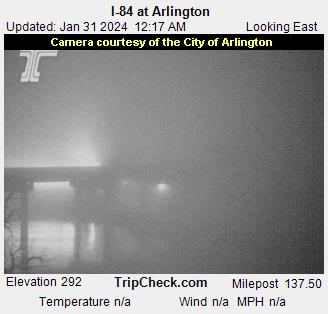 I-84 at Arlington
Updated: Jan 31 2024 12:17 AM Looking East
Camera courtesy of the City of Arlington
Elevation 292 TripCheck.com Milepost 137.50
Temperature n/a Wind n/a MPH n/a